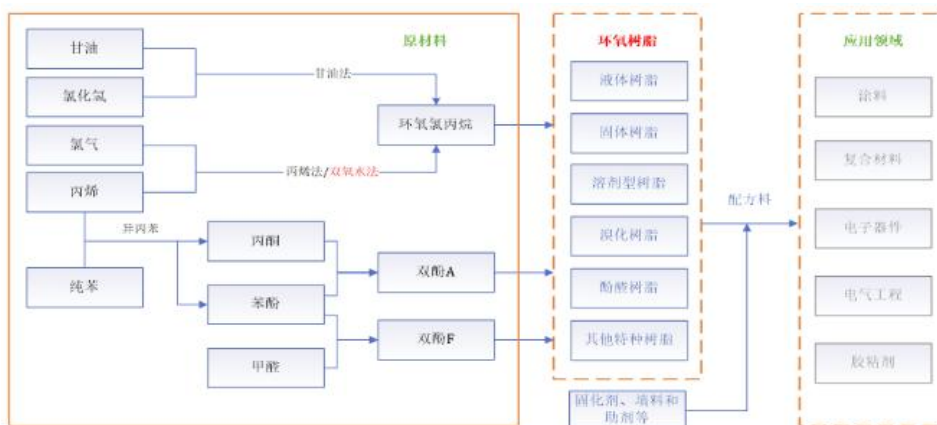 原材料
甘油
氯化氢
甘油法
氯气
丙烯
丙烯法/双氧水法
环氧氯丙烷
异丙苯
纯苯
丙酮
苯酚
甲醛
双酚A
双酚F
环氧树脂
液体树脂
固体树脂
溶剂型树脂
溴化树脂
酚醛树脂
其他特种树脂
固化剂、填料和
助剂等
配方料
应用领域
涂料
复合材料
电子器件
电气工程
胶粘剂